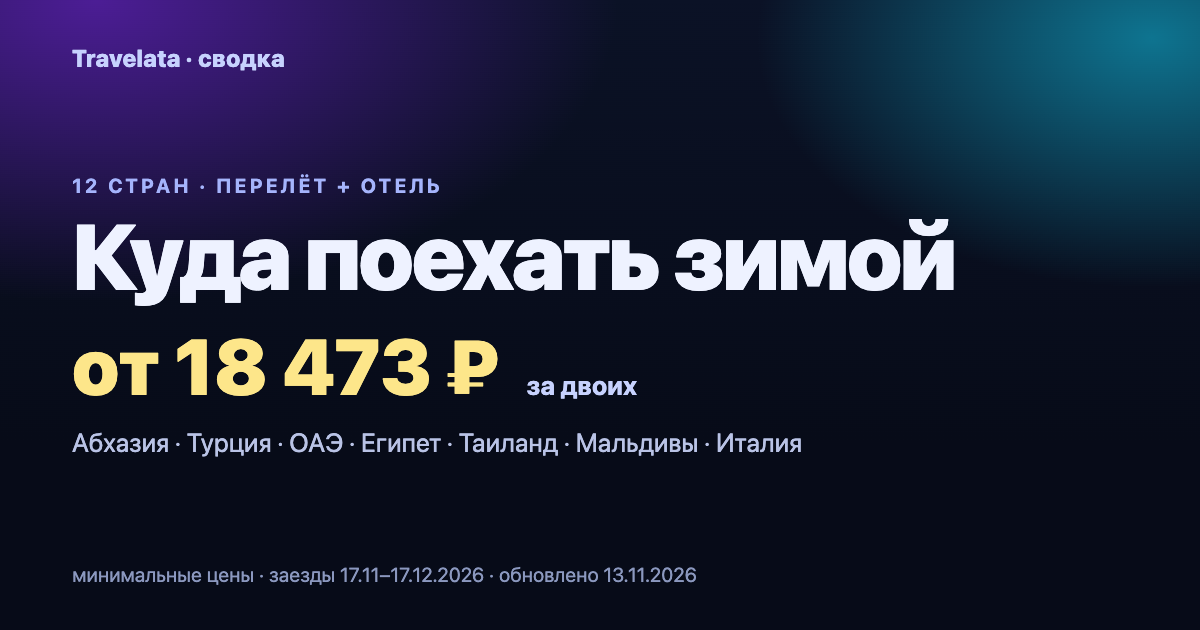 Travelata · сводка
12 СТРАН · ПЕРЕЛЁТ + ОТЕЛЬ
Куда поехать зимой
от 18 473 ₽ за двоих
Абхазия · Турция · ОАЭ · Египет · Таиланд · Мальдивы · Италия
минимальные цены · заезды 17.11–17.12.2026 · обновлено 13.11.2026